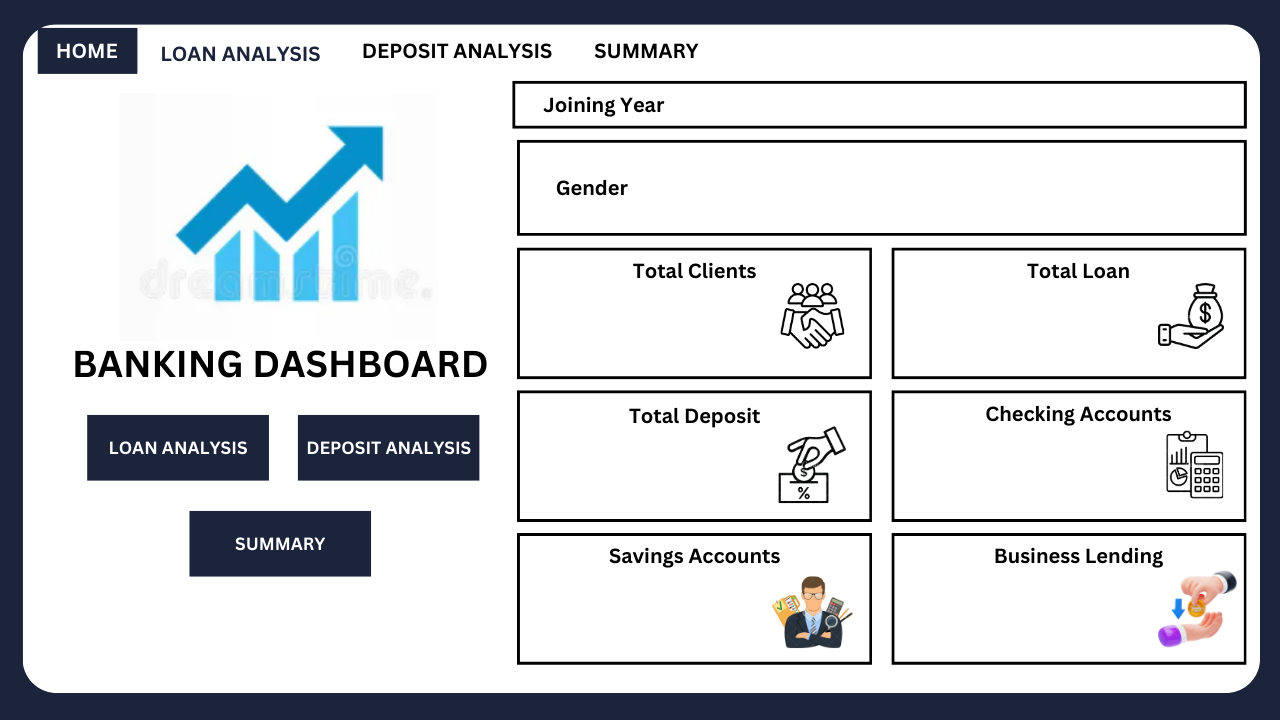 HOME
LOAN ANALYSIS
DEPOSIT ANALYSIS
SUMMARY
Joining Year
dreamstime.
Gender
Total Clients
Total Loan
$
BANKING DASHBOARD
LOAN ANALYSIS
DEPOSIT ANALYSIS
SUMMARY
Total Deposit
$
%
Checking Accounts
Savings Accounts
Business Lending